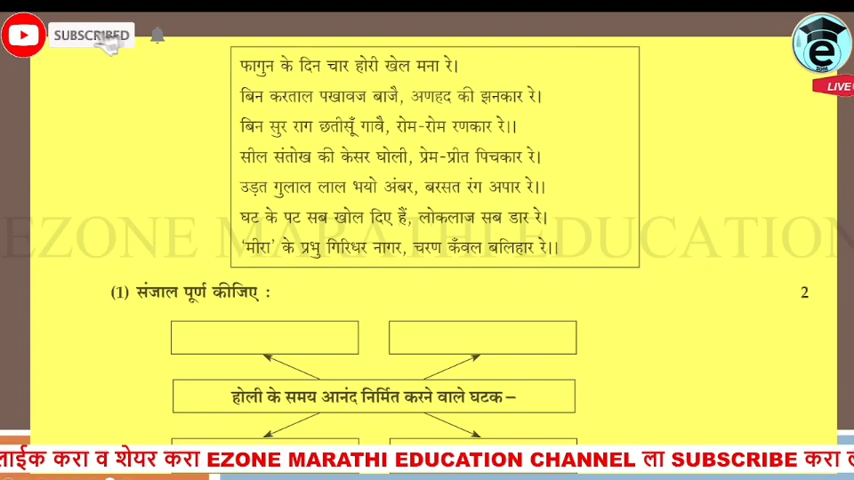 SUBSCRIBED
LIVE
फागुन के दिन चार होरी खेल मना रे।
बिन करताल पखावज बाजै, अणहद की झनकार रे।
बिन सुर राग छतीसूँ गावै, रोम-रोम रणकार रे।।
सील संतोख की केसर घोली, प्रेम-प्रीत पिचकार रे।
उड़त गुलाल लाल भयो अंबर, बरसत रंग अपार रे।।
घट के पट सब खोल दिए हैं, लोकलाज सब डार रे।
'मीरा' के प्रभु गिरिधर नागर, चरण कँवल बलिहार रे।।
EZONE MARATHI EDUCATION
(1) संजाल पूर्ण कीजिए : 2
होली के समय आनंद निर्मित करने वाले घटक –
लाईक करा व शेयर करा EZONE MARATHI EDUCATION CHANNEL ला SUBSCRIBE करा